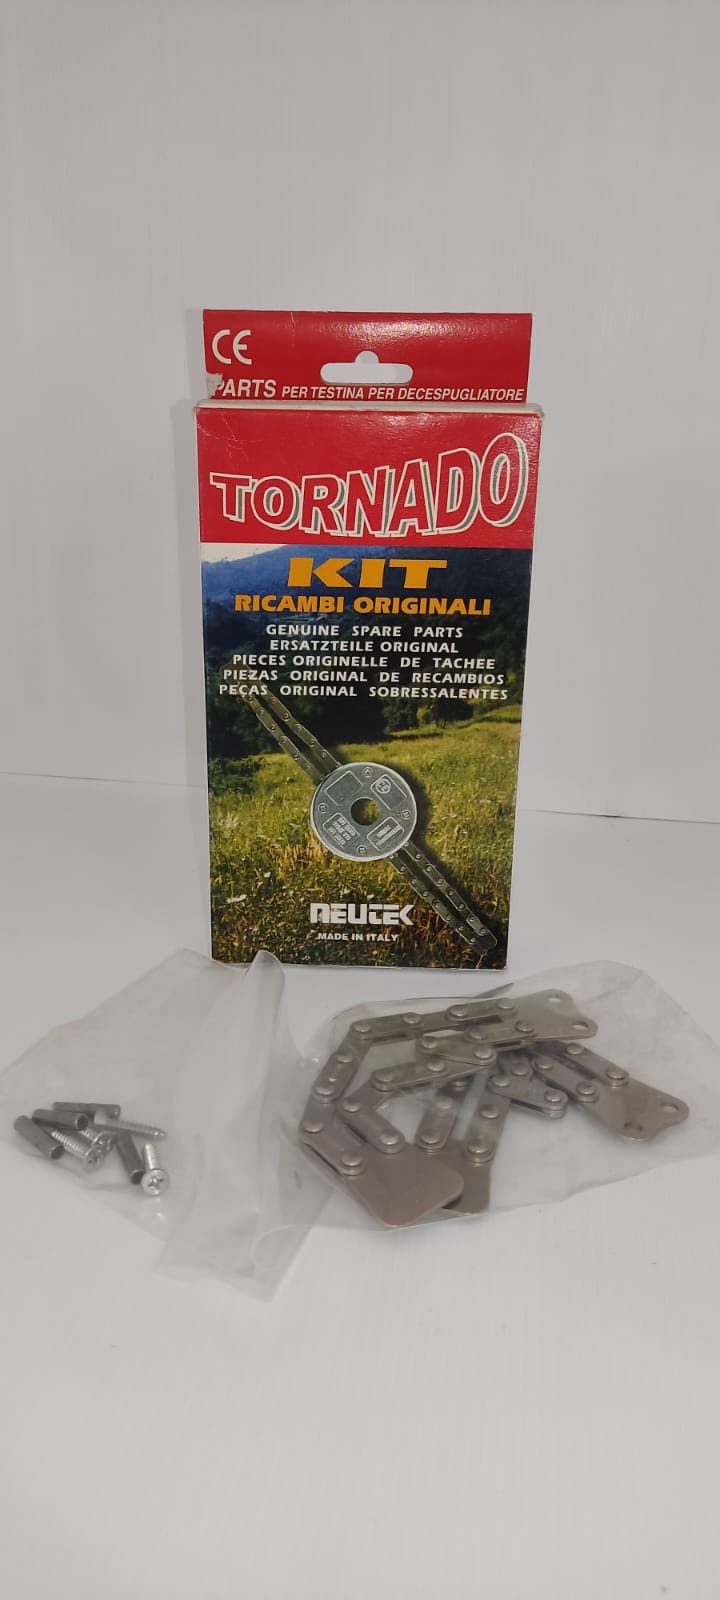 CE
PARTS PER TESTINA PER DECESPUGLIATORE
TORNADO
KIT
RICAMBI ORIGINALI
GENUINE SPARE PARTS
ERSATZTEILE ORIGINAL
PIECES ORIGINELLE DE TACHEE
PIEZAS ORIGINAL DE RECAMBIOS
PEÇAS ORIGINAL SOBRESSALENTES
NEUTEK
MADE IN ITALY